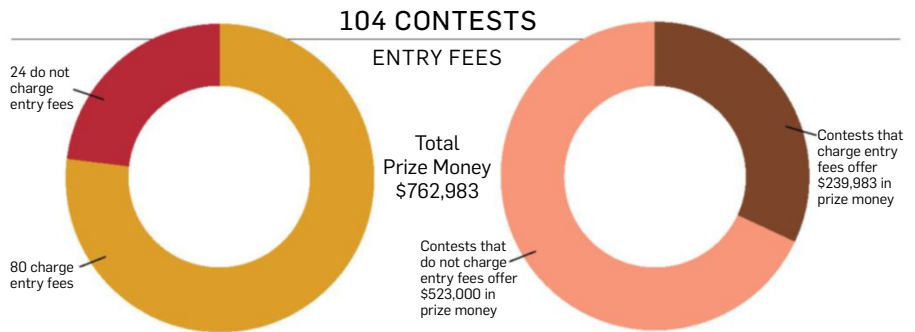 104 CONTESTS
ENTRY FEES
24 do not
charge
entry fees
80 charge
entry fees
Total
Prize Money
$762,983
Contests that
charge entry
fees offer
$239,983 in
prize money
Contests that
do not charge
entry fees offer
$523,000 in
prize money